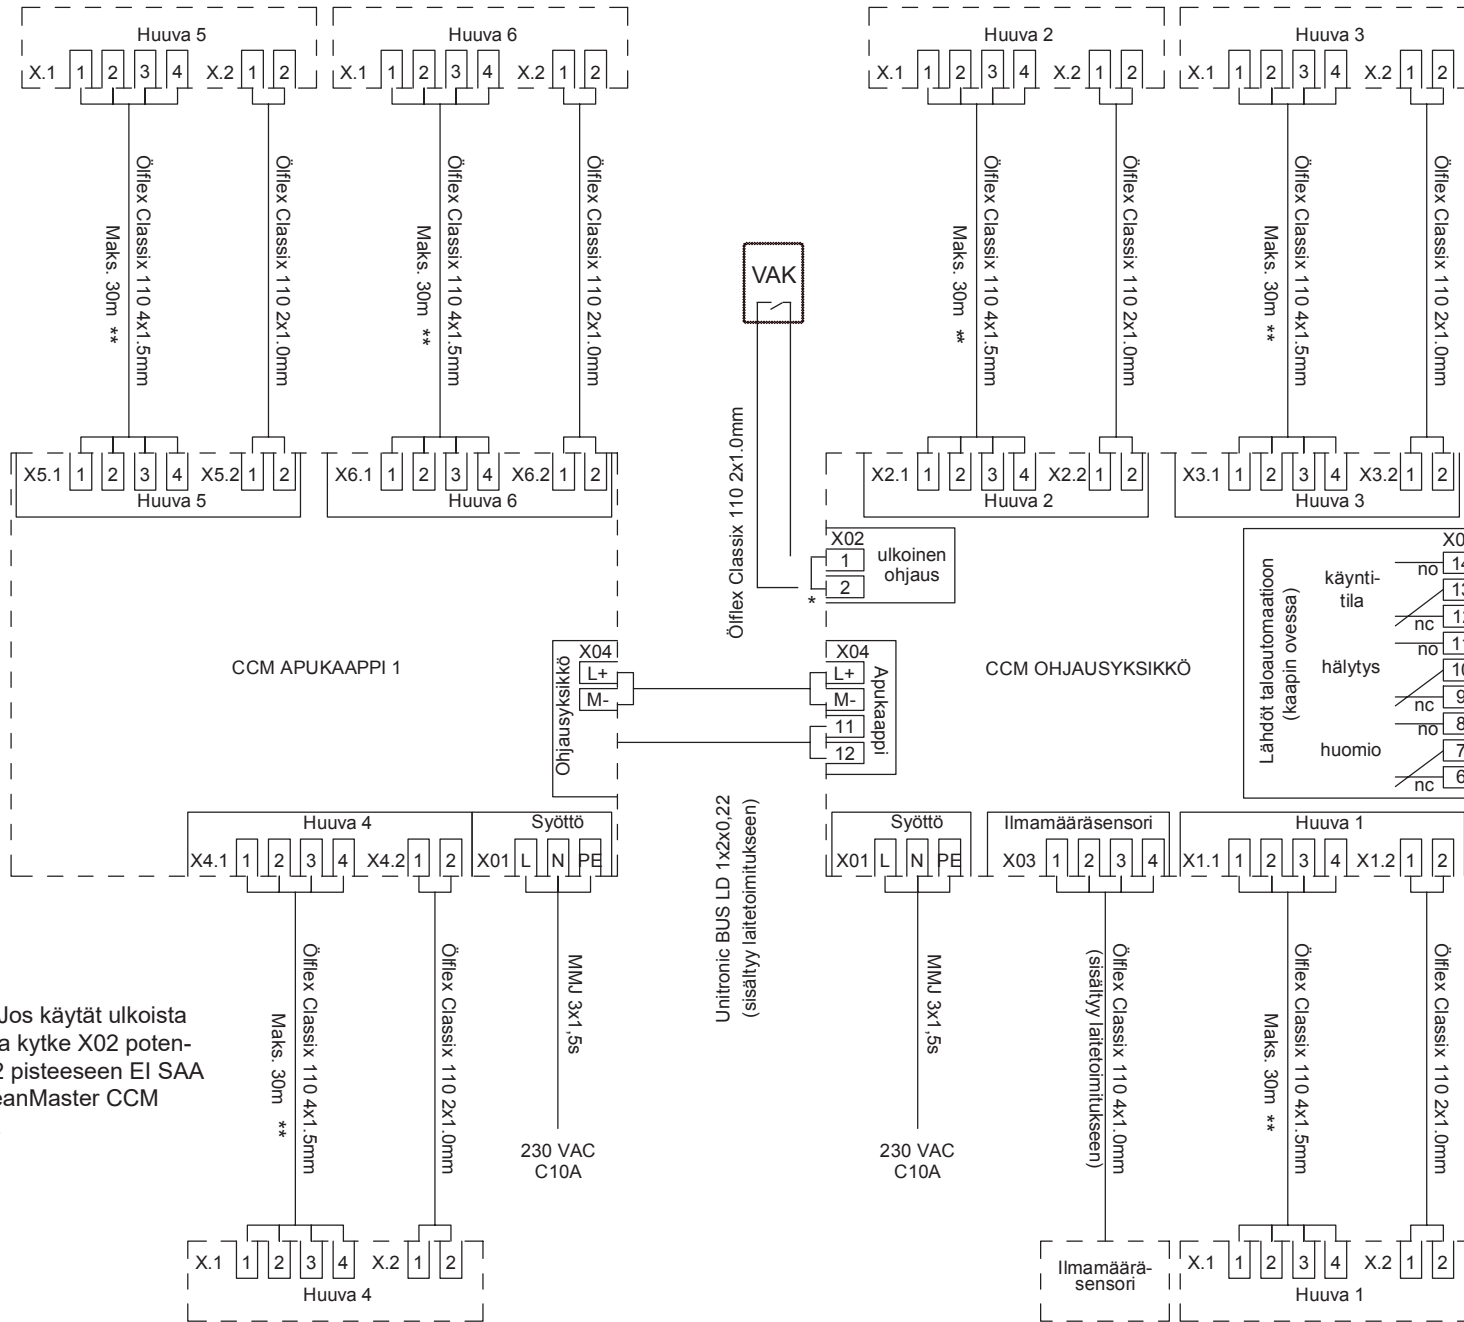 Huuva 5
X.1 1 2 3 4 X.2 1 2
Huuva 6
X.1 1 2 3 4 X.2 1 2
Huuva 2
X.1 1 2 3 4 X.2 1 2
Huuva 3
X.1 1 2 3 4 X.2 1 2
Ölflex Classix 110 4x1.5mm
Maks. 30m **
Ölflex Classix 110 2x1.0mm
Ölflex Classix 110 4x1.5mm
Maks. 30m **
Ölflex Classix 110 2x1.0mm
VAK
Ölflex Classix 110 2x1.0mm
Ölflex Classix 110 4x1.5mm
Maks. 30m **
Ölflex Classix 110 2x1.0mm
Ölflex Classix 110 4x1.5mm
Maks. 30m **
Ölflex Classix 110 2x1.0mm
X5.1 1 2 3 4 X5.2 1 2
Huuva 5
X6.1 1 2 3 4 X6.2 1 2
Huuva 6
X2.1 1 2 3 4 X2.2 1 2
Huuva 2
X3.1 1 2 3 4 X3.2 1 2
Huuva 3
X02
1
2
*
ulkoinen
ohjaus
CCM APUKAAPPI 1
Ohjausyksikkö
X04
L+
M-
X04
L+
M-
11
12
Apukaappi
CCM OHJAUSYKSIKKÖ
Lähdöt taloautomaatioon
(kaapin ovessa)
käynti-
tila
hälytys
huomio
no
nc
no
nc
no
nc
X0
14
13
12
11
10
9
8
7
6
Unitronic BUS LD 1x2x0,22
(sisältyy laitetoimitukseen)
Huuva 4
X4.1 1 2 3 4 X4.2 1 2
Syöttö
X01 L N PE
Syöttö
X01 L N PE
Ilmamääräsensori
X03 1 2 3 4
Huuva 1
X1.1 1 2 3 4 X1.2 1 2
Jos käytät ulkoista
a kytke X02 poten-
2 pisteeseen EI SAA
eanMaster CCM
Ölflex Classix 110 4x1.5mm
Maks. 30m **
Ölflex Classix 110 2x1.0mm
MMJ 3x1,5s
230 VAC
C10A
MMJ 3x1,5s
230 VAC
C10A
Ölflex Classix 110 4x1.0mm
(sisältyy laitetoimitukseen)
Ölflex Classix 110 4x1.5mm
Maks. 30m **
Ölflex Classix 110 2x1.0mm
X.1 1 2 3 4 X.2 1 2
Huuva 4
Ilmamäärä-
sensori
X.1 1 2 3 4 X.2 1 2
Huuva 1